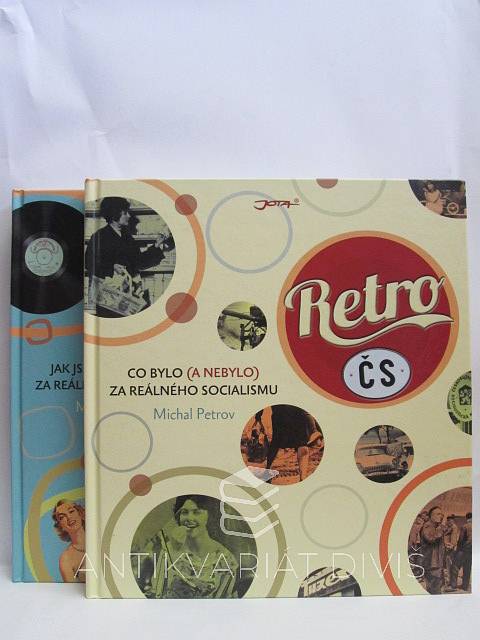 JOTA®
Retro
ČS
CO BYLO (A NEBYLO)
ZA REÁLNÉHO SOCIALISMU
Michal Petrov
JAK JS
ZA REÁL
M
ANTIKVARIÁT DIVIŠ